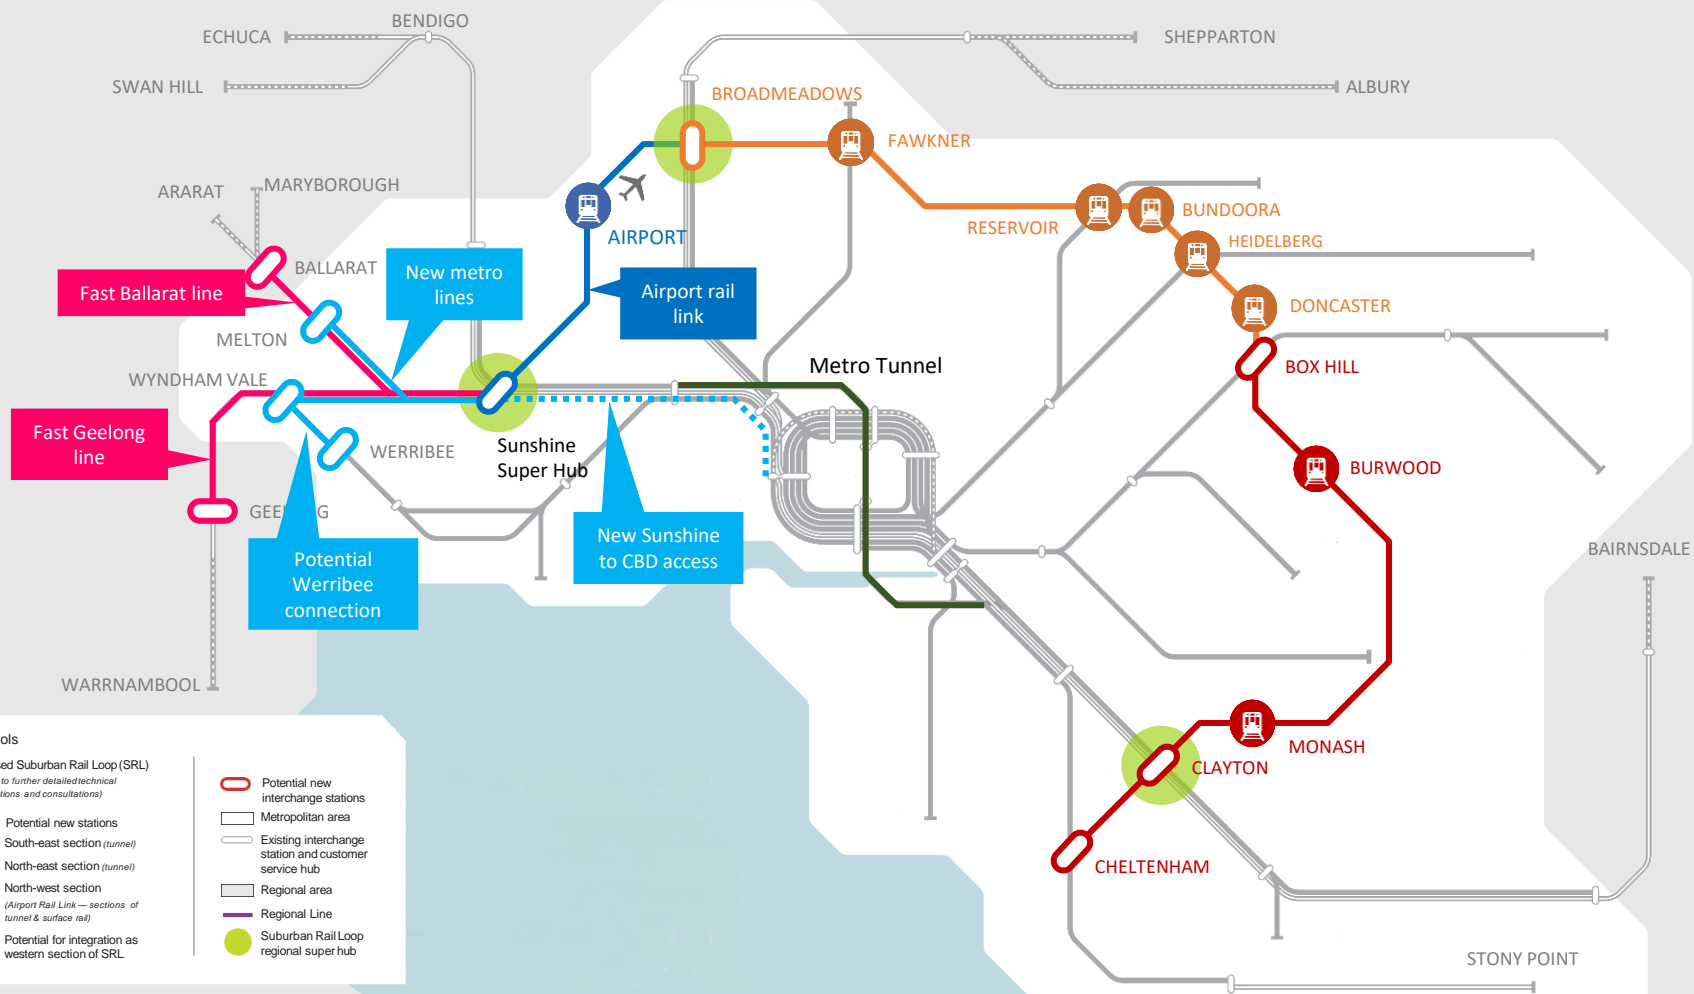 BENDIGO
ECHUCA
SHEPPARTON
SWAN HILL
ALBURY
BROADMEADOWS
FAWKNER
ARARAT
MARYBOROUGH
BUNDOORA
RESERVOIR
AIRPORT
HEIDELBERG
BALLARAT
New metro
lines
Fast Ballarat line
Airport rail
link
DONCASTER
MELTON
Metro Tunnel
BOX HILL
WYNDHAM VALE
Fast Geelong
line
WERRIBEE
Sunshine
Super Hub
BURWOOD
New Sunshine
to CBD access
Potential
Werribee
connection
BAIRNSDALE
WARRNAMBOOL
MONASH
CLAYTON
CHELTENHAM
STONY POINT
Suburban Rail Loop (SRL)
to further detailed technical
and consultations)
Potential new stations
South-east section (tunnel)
North-east section (tunnel)
North-west section
(Airport Rail Link — sections of
tunnel & surface rail)
Potential for integration as
western section of SRL
Potential new
interchange stations
Metropolitan area
Existing interchange
station and customer
service hub
Regional area
Regional Line
Suburban Rail Loop
regional super hub